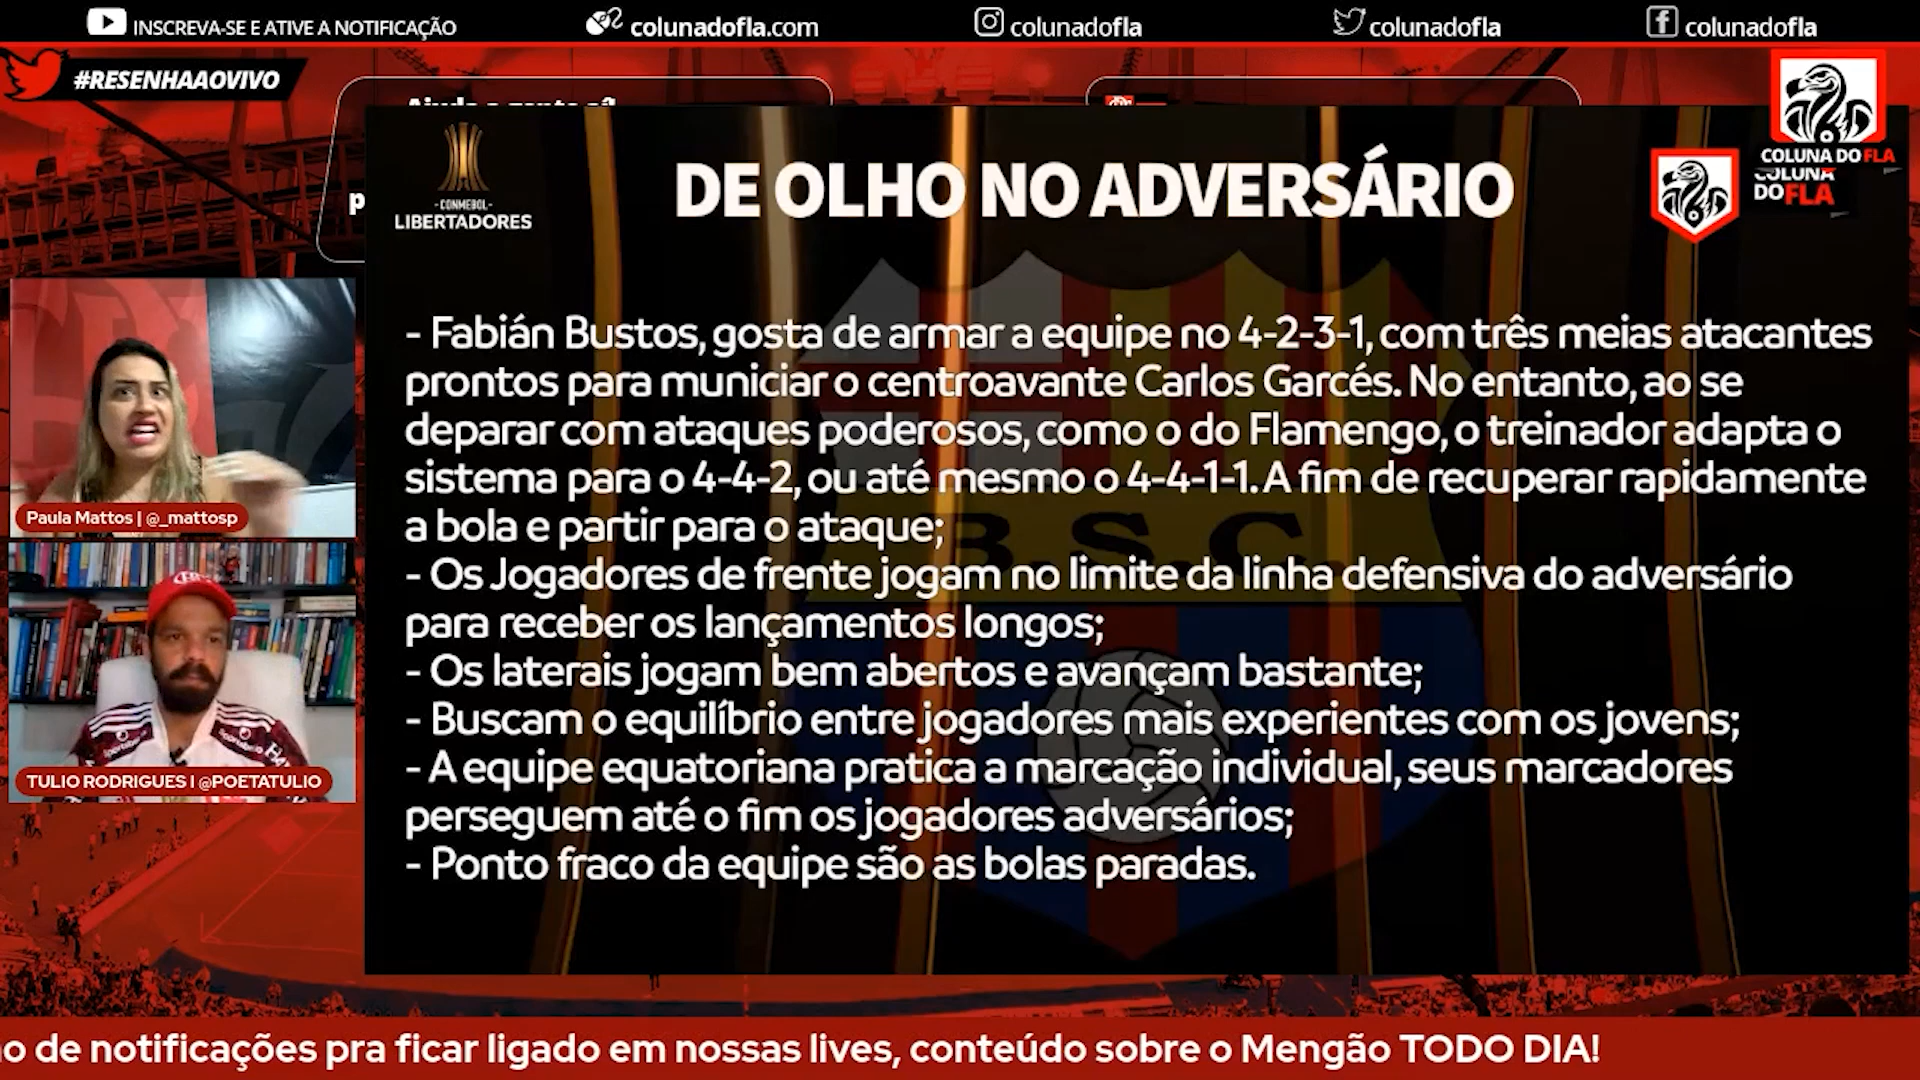 INSCREVA-SE E ATIVE A NOTIFICAÇÃO
colunadofla.com
colunadofla
colunadofla
colunadofla
#RESENHAAOVIVO
Ajuda a gente aí!
p
CONMEBOL
LIBERTADORES
DE OLHO NO ADVERSÁRIO
COLUNA DO FLA
COLUNA
DO FLA
- Fabián Bustos, gosta de armar a equipe no 4-2-3-1, com três meias atacantes
prontos para municiar o centroavante Carlos Garcés. No entanto, ao se
deparar com ataques poderosos, como o do Flamengo, o treinador adapta o
sistema para o 4-4-2, ou até mesmo o 4-4-1-1. A fim de recuperar rapidamente
a bola e partir para o ataque;
- Os Jogadores de frente jogam no limite da linha defensiva do adversário
para receber os lançamentos longos;
- Os laterais jogam bem abertos e avançam bastante;
- Buscam o equilíbrio entre jogadores mais experientes com os jovens;
- A equipe equatoriana pratica a marcação individual, seus marcadores
perseguem até o fim os jogadores adversários;
- Ponto fraco da equipe são as bolas paradas.
B.S.C.
Paula Mattos | @_mattosp
TULIO RODRIGUES | @POETATULIO
o de notificações pra ficar ligado em nossas lives, conteúdo sobre o Mengão TODO DIA!